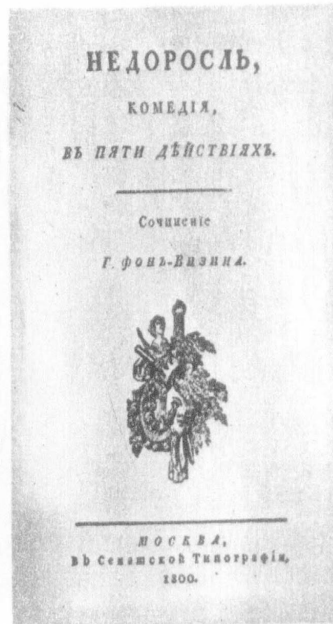 НЕДОРОСЛЬ,
КОМЕДІЯ,
ВЪ ПЯТИ ДѢЙСТВІЯХЪ.
Сочиненіе
Г. ФОНЪ-ВИЗИНА.
МОСКВА,
Въ Сенатской Типографіи,
1800.